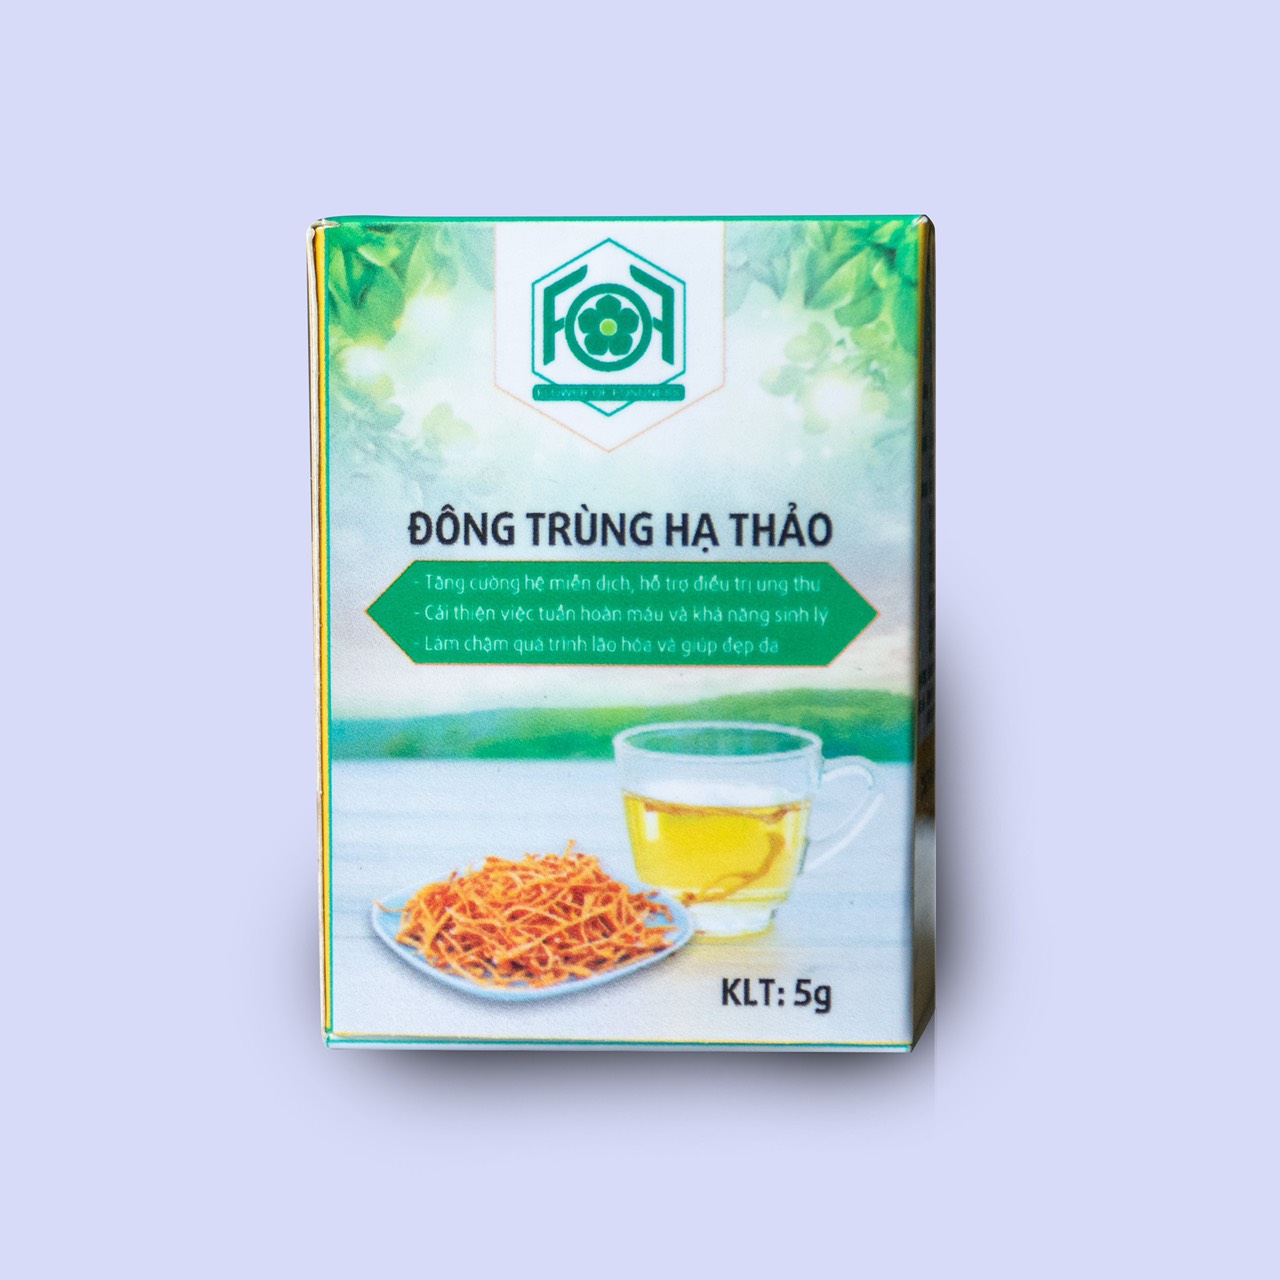 FOF
ĐÔNG TRÙNG HẠ THẢO
- Tăng cường hệ miễn dịch, hỗ trợ điều trị ung thư
- Cải thiện việc tuần hoàn máu và khả năng sinh lý
- Làm chậm quá trình lão hóa và giúp đẹp da
KLT: 5g